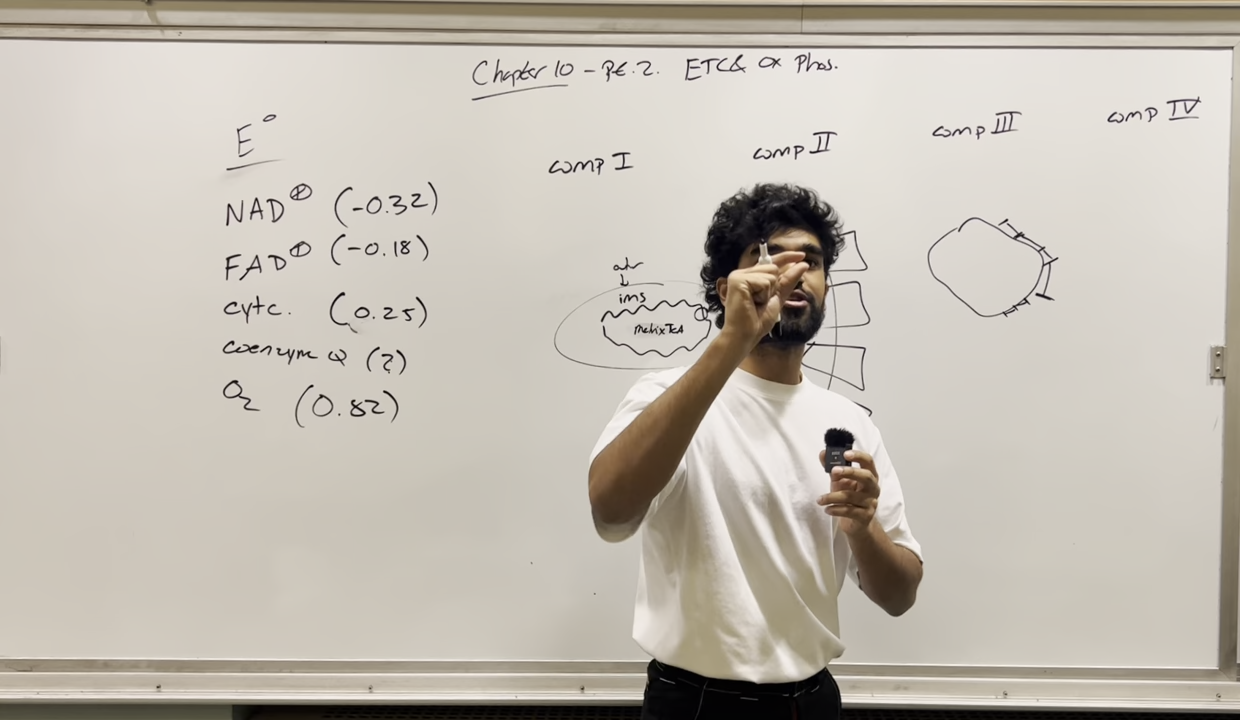 Chapter 10 - Pt. 2. ETC & Ox Phos.
E°
NAD⊕ (-0.32)
FAD⊕ (-0.18)
cytc. (0.25)
coenzym Q (?)
O₂ (0.82)
comp I
comp II
comp III
comp IV
ims
matrix TCA